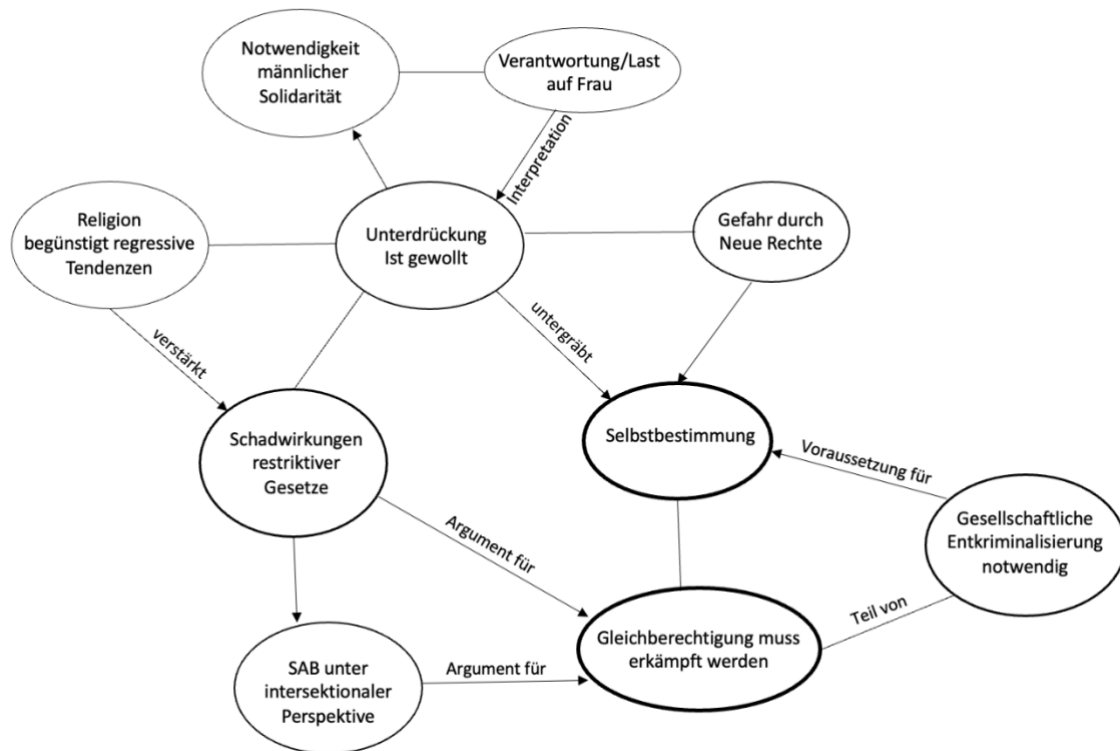 Notwendigkeit
männlicher
Solidarität
Verantwortung/Last
auf Frau
Interpretation
Religion
begünstigt regressive
Tendenzen
Unterdrückung
Ist gewollt
Gefahr durch
Neue Rechte
verstärkt
untergräbt
Schadwirkungen
restriktiver
Gesetze
Selbstbestimmung
Voraussetzung für
Gesellschaftliche
Entkriminalisierung
notwendig
Argument für
Teil von
Gleichberechtigung muss
erkämpft werden
SAB unter
intersektionaler
Perspektive
Argument für